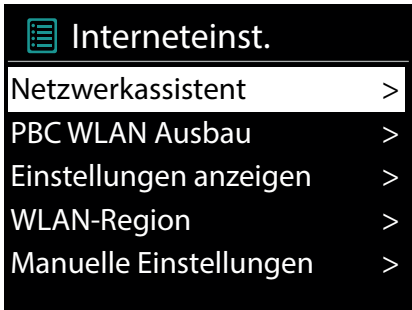 Interneteinst.
Netzwerkassistent >
PBC WLAN Ausbau >
Einstellungen anzeigen >
WLAN-Region >
Manuelle Einstellungen >